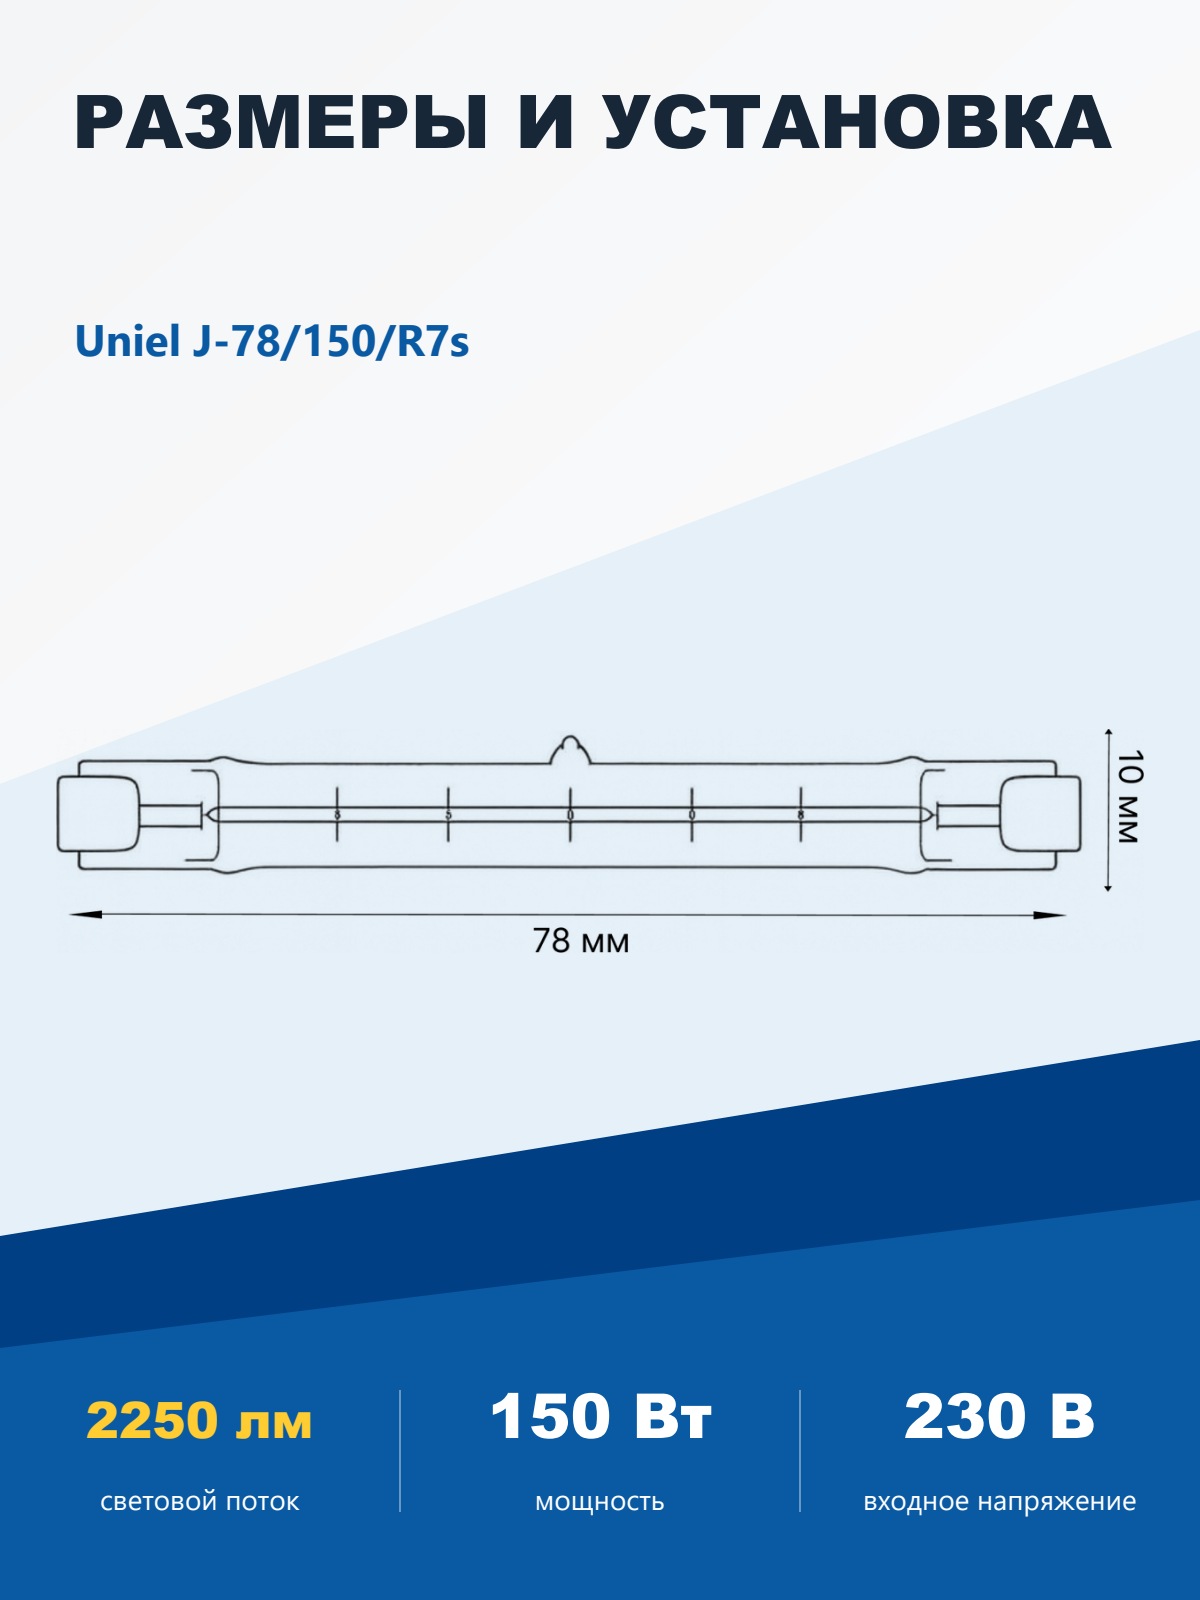 РАЗМЕРЫ И УСТАНОВКА
Uniel J-78/150/R7s
10 мм
78 мм
2250 лм
150 Вт
230 В
световой поток
мощность
входное напряжение